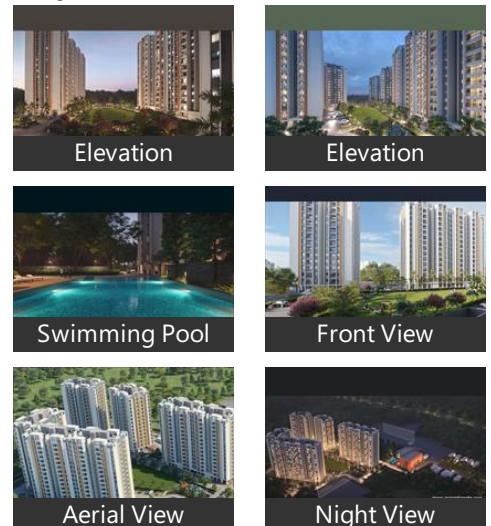 Elevation
Elevation
Swimming Pool
Front View
Aerial View
Night View